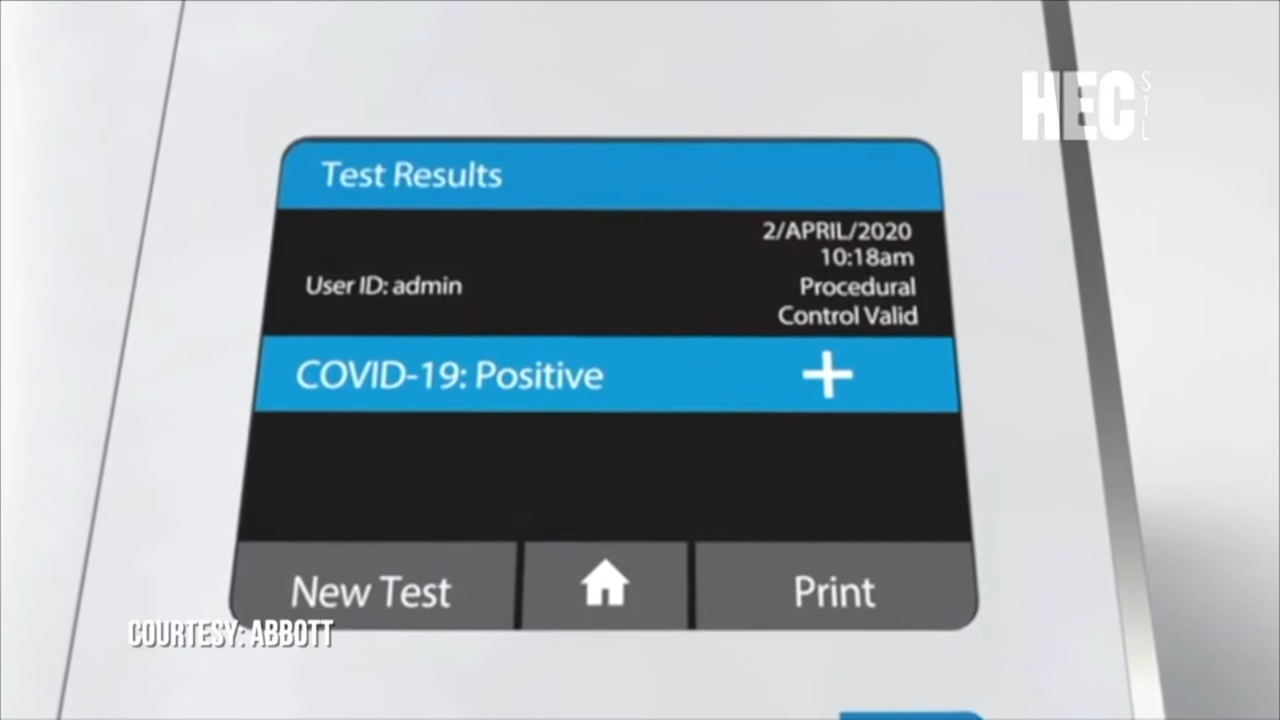 HEC
STL
Test Results
2/APRIL/2020
10:18am
User ID: admin
Procedural
Control Valid
COVID-19: Positive +
New Test
Print
COURTESY: ABBOTT